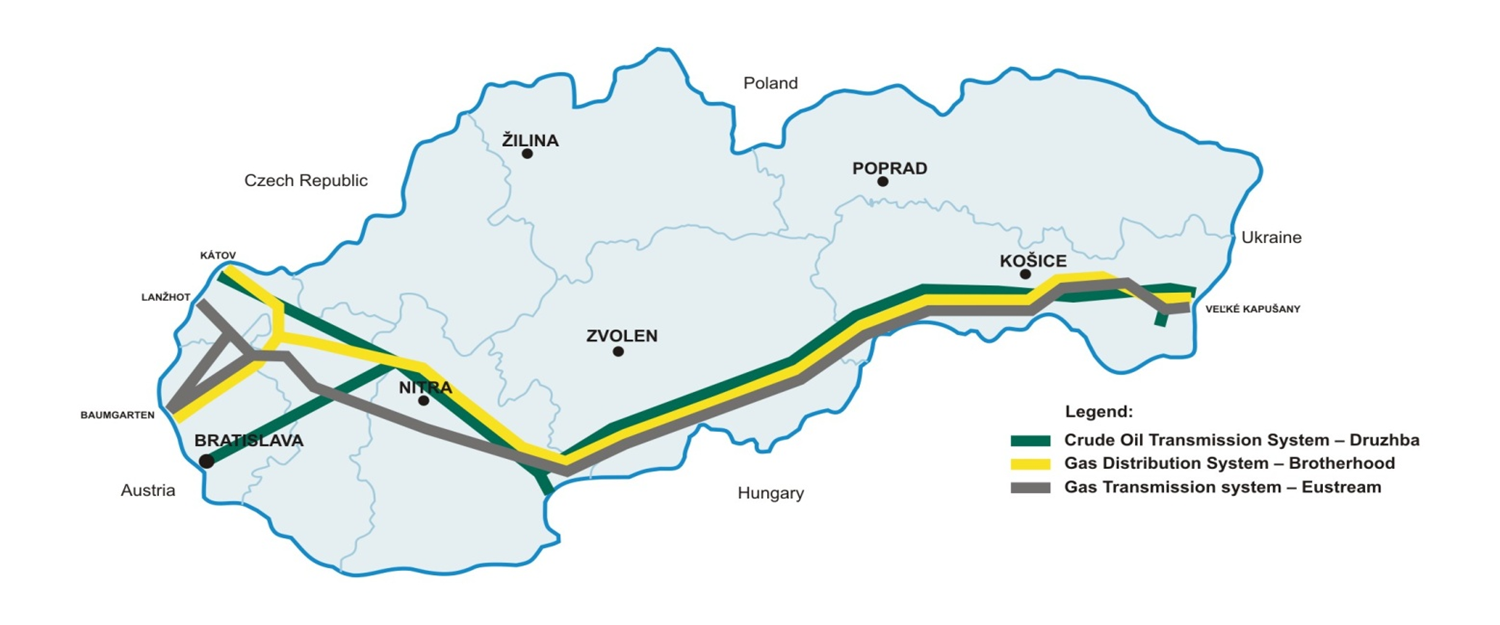 Poland
ŽILINA
POPRAD
Czech Republic
Ukraine
KÁTOV
KOŠICE
LANŽHOT
VEĽKÉ KAPUŠANY
ZVOLEN
NITRA
BAUMGARTEN
BRATISLAVA
Austria
Hungary
Legend:
Crude Oil Transmission System – Druzhba
Gas Distribution System – Brotherhood
Gas Transmission system – Eustream